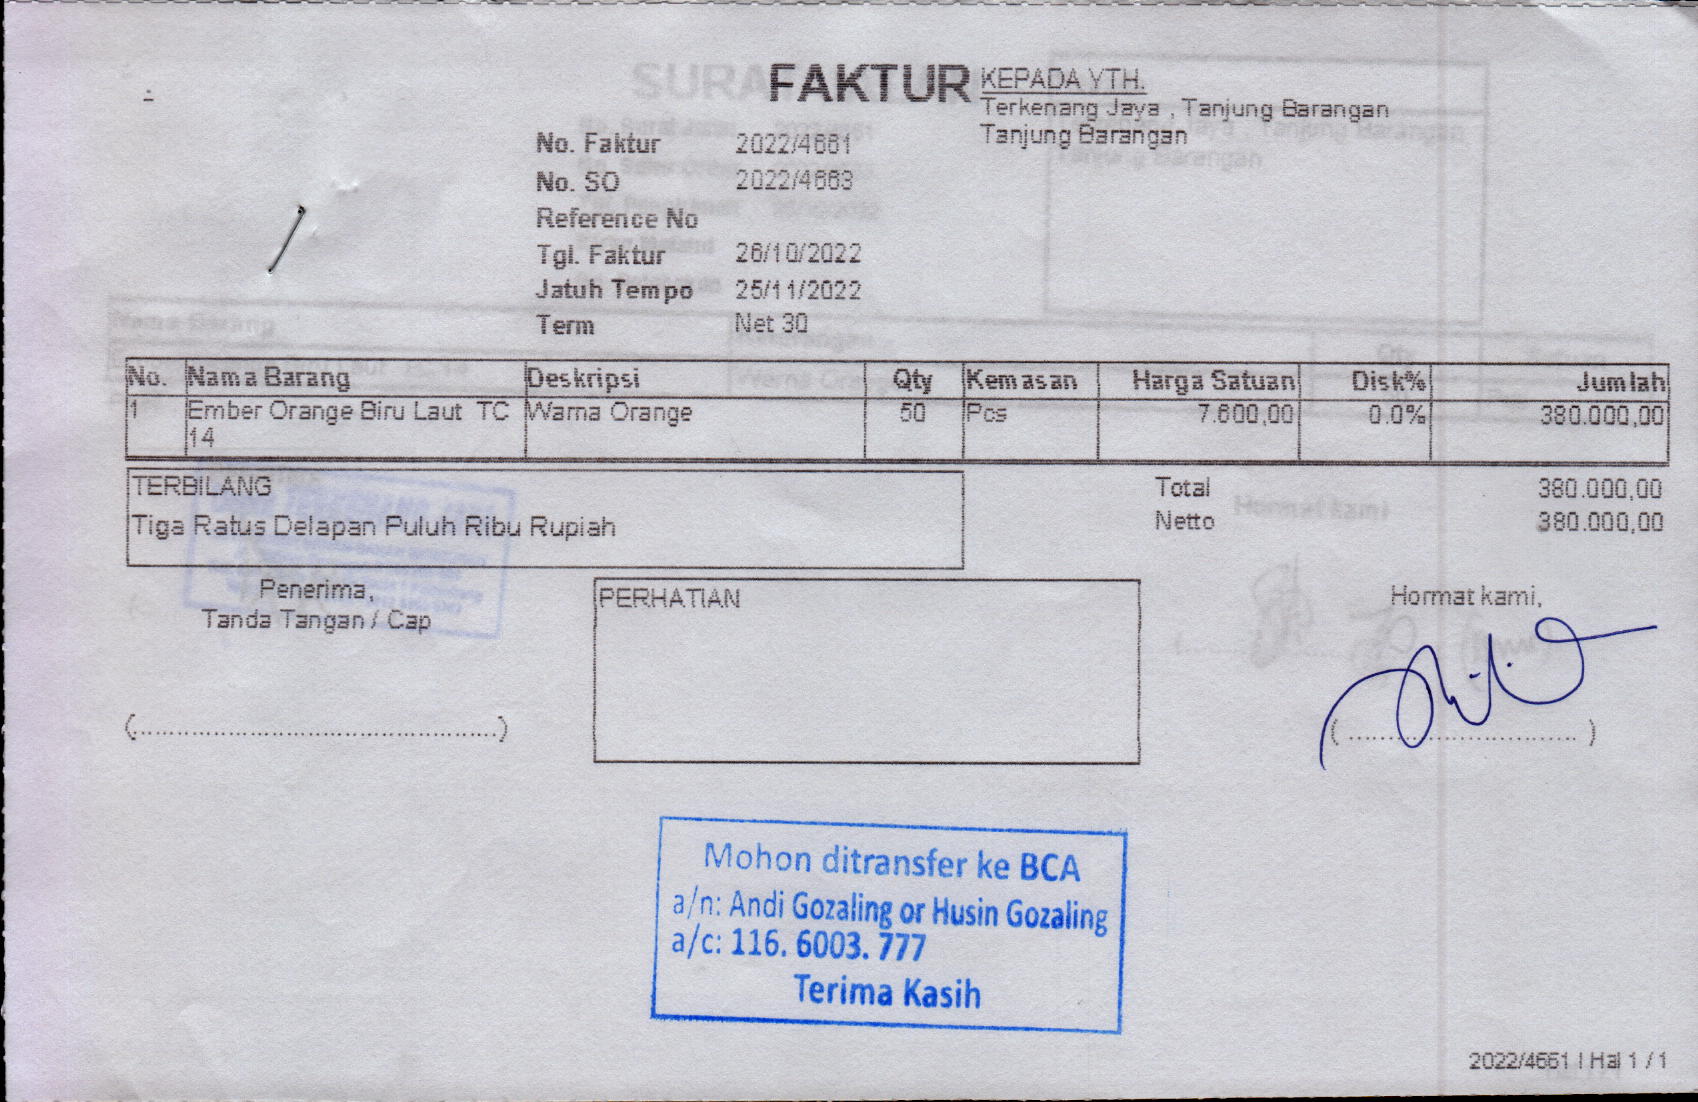 FAKTUR
KEPADA YTH.
Terkenang Jaya , Tanjung Barangan
Tanjung Barangan
No. Faktur 2022/4661
No. SO 2022/4663
Reference No
Tgl. Faktur 26/10/2022
Jatuh Tempo 25/11/2022
Term Net 30
No. Nama Barang Deskripsi Qty Kemasan Harga Satuan Disk% Jumlah
1 Ember Orange Biru Laut TC Warna Orange 50 Pcs 7.600,00 0.0% 380.000,00
14
TERBILANG
Tiga Ratus Delapan Puluh Ribu Rupiah
Total 380.000,00
Netto 380.000,00
Penerima,
Tanda Tangan / Cap
(....................................................)
PERHATIAN
Hormat kami,
( ................................ )
Mohon ditransfer ke BCA
a/n: Andi Gozaling or Husin Gozaling
a/c: 116. 6003. 777
Terima Kasih
2022/4661 | Hal 1 / 1